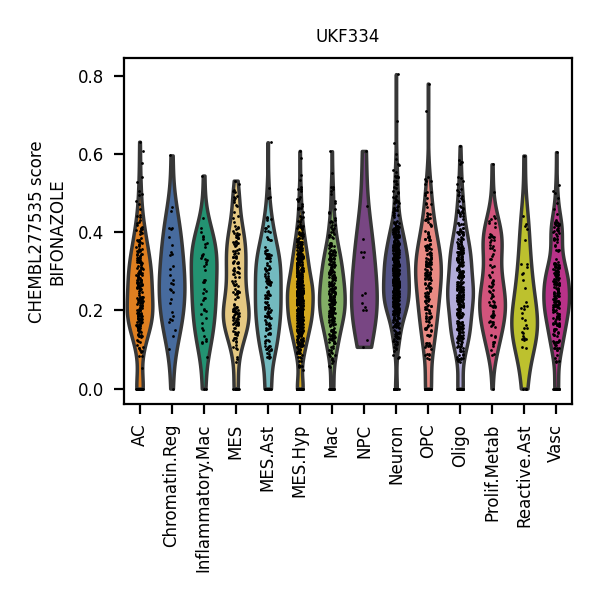 UKF334
CHEMBL277535 score
BIFONAZOLE
0.8
0.6
0.4
0.2
0.0
AC
Chromatin.Reg
Inflammatory.Mac
MES
MES.Ast
MES.Hyp
Mac
NPC
Neuron
OPC
Oligo
Prolif.Metab
Reactive.Ast
Vasc